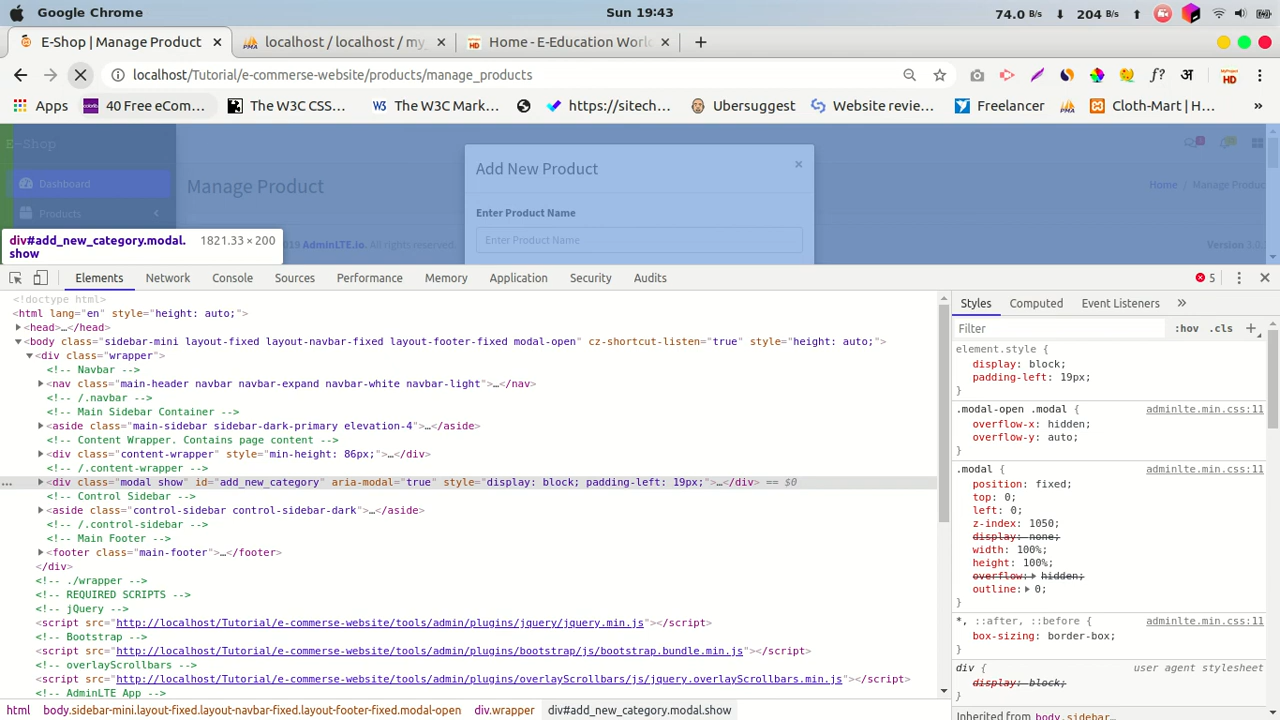 Google Chrome
Sun 19:43
74.0 B/s
204 B/s
E-Shop | Manage Product
localhost / localhost / my
Home - E-Education World
localhost/Tutorial/e-commerse-website/products/manage_products
Apps
40 Free eCom...
The W3C CSS...
The W3C Mark...
https://sitech...
Ubersuggest
Website revie...
Freelancer
Cloth-Mart | H...
»
E-Shop
Dashboard
Products
Manage Product
Add New Product
×
Enter Product Name
Enter Product Name
Home / Manage Product
2019 AdminLTE.io. All rights reserved.
Version 3.0.
div#add_new_category.modal.
show
1821.33 × 200
Elements Network Console Sources Performance Memory Application Security Audits
5
<!doctype html>
<html lang="en" style="height: auto;">
<head>…</head>
<body class="sidebar-mini layout-fixed layout-navbar-fixed layout-footer-fixed modal-open" cz-shortcut-listen="true" style="height: auto;">
<div class="wrapper">
<!-- Navbar -->
<nav class="main-header navbar navbar-expand navbar-white navbar-light">…</nav>
<!-- /.navbar -->
<!-- Main Sidebar Container -->
<aside class="main-sidebar sidebar-dark-primary elevation-4">…</aside>
<!-- Content Wrapper. Contains page content -->
<div class="content-wrapper" style="min-height: 86px;">…</div>
<!-- /.content-wrapper -->
<div class="modal show" id="add_new_category" aria-modal="true" style="display: block; padding-left: 19px;">…</div> == $0
<!-- Control Sidebar -->
<aside class="control-sidebar control-sidebar-dark">…</aside>
<!-- /.control-sidebar -->
<!-- Main Footer -->
<footer class="main-footer">…</footer>
</div>
<!-- ./wrapper -->
<!-- REQUIRED SCRIPTS -->
<!-- jQuery -->
<script src="http://localhost/Tutorial/e-commerse-website/tools/admin/plugins/jquery/jquery.min.js"></script>
<!-- Bootstrap -->
<script src="http://localhost/Tutorial/e-commerse-website/tools/admin/plugins/bootstrap/js/bootstrap.bundle.min.js"></script>
<!-- overlayScrollbars -->
<script src="http://localhost/Tutorial/e-commerse-website/tools/admin/plugins/overlayScrollbars/js/jquery.overlayScrollbars.min.js"></script>
<!-- AdminLTE App -->
html body.sidebar-mini.layout-fixed.layout-navbar-fixed.layout-footer-fixed.modal-open div.wrapper div#add_new_category.modal.show
Styles Computed Event Listeners »
Filter
:hov .cls +
element.style {
display: block;
padding-left: 19px;
}
.modal-open .modal { adminlte.min.css:11
overflow-x: hidden;
overflow-y: auto;
}
.modal { adminlte.min.css:11
position: fixed;
top: 0;
left: 0;
z-index: 1050;
display: none;
width: 100%;
height: 100%;
overflow: hidden;
outline: 0;
}
*, ::after, ::before { adminlte.min.css:11
box-sizing: border-box;
}
div { user agent stylesheet
display: block;
}
Inherited from body.sidebar…